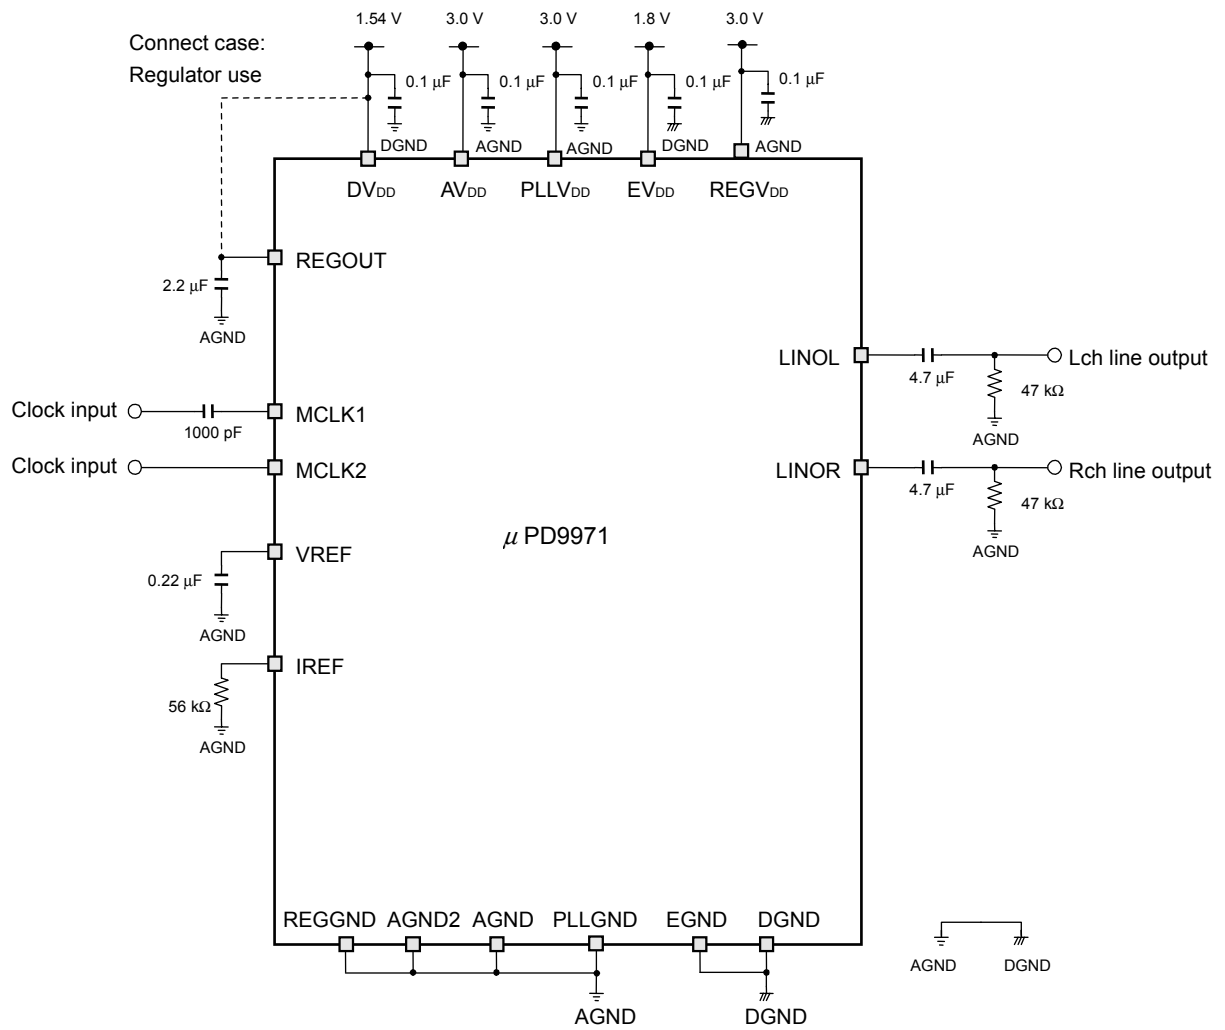 1.54 V 3.0 V 3.0 V 1.8 V 3.0 V
Connect case:
Regulator use
0.1 µF 0.1 µF 0.1 µF 0.1 µF 0.1 µF
DGND AGND AGND DGND AGND
DVDD AVDD PLLVDD EVDD REGVDD
REGOUT
2.2 µF
AGND
LINOL
Lch line output
4.7 µF
47 kΩ
AGND
Clock input
MCLK1
1000 pF
Clock input
MCLK2
LINOR
Rch line output
4.7 µF
47 kΩ
AGND
µ PD9971
VREF
0.22 µF
AGND
IREF
56 kΩ
AGND
REGGND AGND2 AGND PLLGND EGND DGND
AGND DGND
AGND DGND